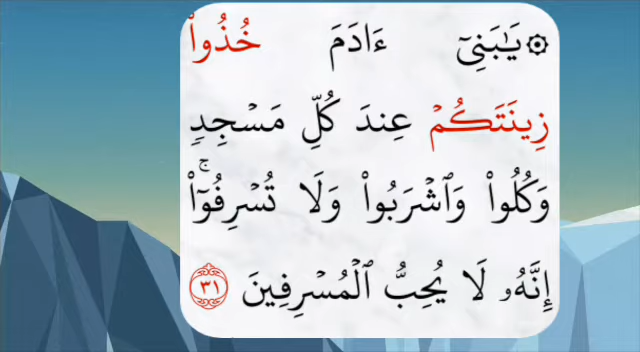 ۞ يَـٰبَنِىٓ ءَادَمَ خُذُوا۟
زِينَتَكُمْ عِندَ كُلِّ مَسْجِدٍۢ
وَكُلُوا۟ وَٱشْرَبُوا۟ وَلَا تُسْرِفُوٓا۟ ۚ
إِنَّهُۥ لَا يُحِبُّ ٱلْمُسْرِفِينَ ٣١